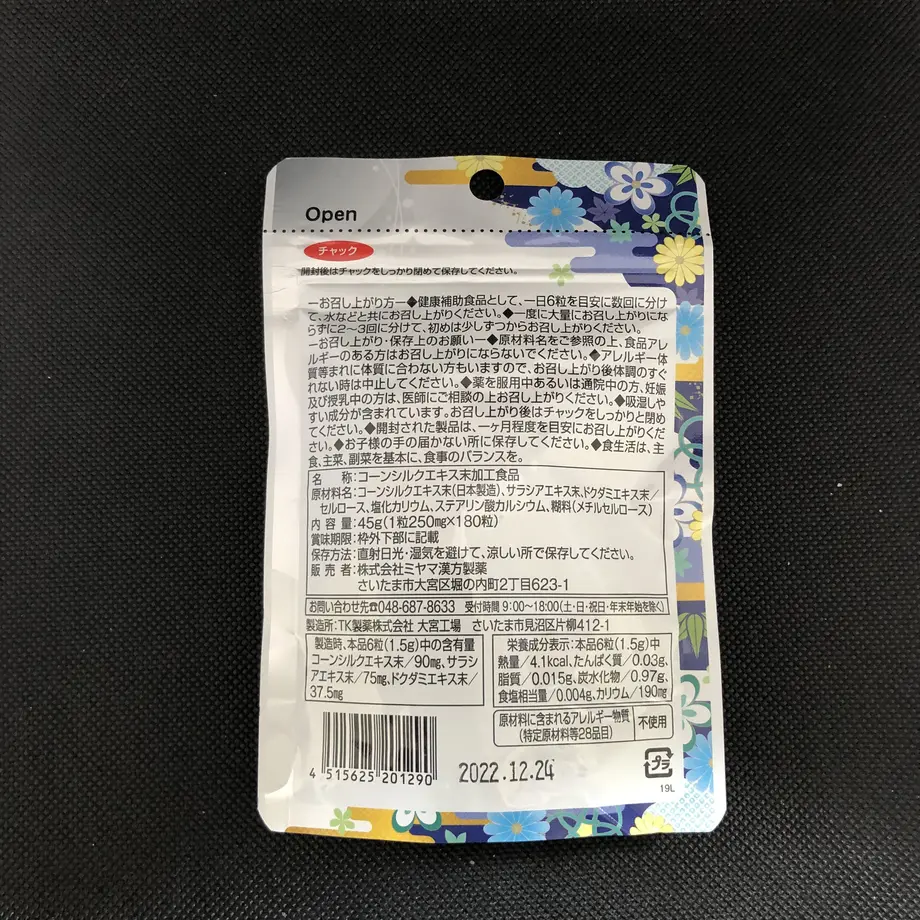 Open
チャック
開封後はチャックをしっかり閉めて保存してください。
―お召し上がり方―◆健康補助食品として、一日6粒を目安に数回に分け
て、水などと共にお召し上がりください。◆一度に大量にお召し上がりにな
らずに2～3回に分けて、初めは少しずつからお召し上がりください。
―お召し上がり・保存上のお願い―◆原材料名をご参照の上、食品アレ
ルギーのある方はお召し上がりにならないでください。◆アレルギー体
質等まれに体質に合わない方もいますので、お召し上がり後体調のすぐ
れない時は中止してください。◆薬を服用中あるいは通院中の方、妊娠
及び授乳中の方は、医師にご相談の上お召し上がりください。◆吸湿しや
すい成分が含まれています。お召し上がり後はチャックをしっかりと閉め
てください。◆開封された製品は、一ヶ月程度を目安にお召し上がりくだ
さい。◆お子様の手の届かない所に保存してください。◆食生活は、主
食、主菜、副菜を基本に、食事のバランスを。
名 称:コーンシルクエキス末加工食品
原材料名:コーンシルクエキス末(日本製造)、サラシアエキス末、ドクダミエキス末/
セルロース、塩化カリウム、ステアリン酸カルシウム、糊料(メチルセルロース)
内 容 量:45g(1粒250mg×180粒)
賞味期限:枠外下部に記載
保存方法:直射日光・湿気を避けて、涼しい所で保存してください。
販 売 者:株式会社ミヤマ漢方製薬
さいたま市大宮区堀の内町2丁目623-1
お問い合わせ先☎048-687-8633 受付時間 9:00～18:00(土・日・祝日・年末年始を除く)
製造所:TK製薬株式会社 大宮工場 さいたま市見沼区片柳412-1
製造時、本品6粒(1.5g)中の含有量
コーンシルクエキス末/90mg、サラシ
アエキス末/75mg、ドクダミエキス末/
37.5mg
栄養成分表示:本品6粒(1.5g)中
熱量/4.1kcal、たんぱく質/0.03g、
脂質/0.015g、炭水化物/0.97g、
食塩相当量/0.004g、カリウム/190mg
原材料に含まれるアレルギー物質
(特定原材料等28品目)
不使用
4 515625 201290
2022.12.24
プラ
19L